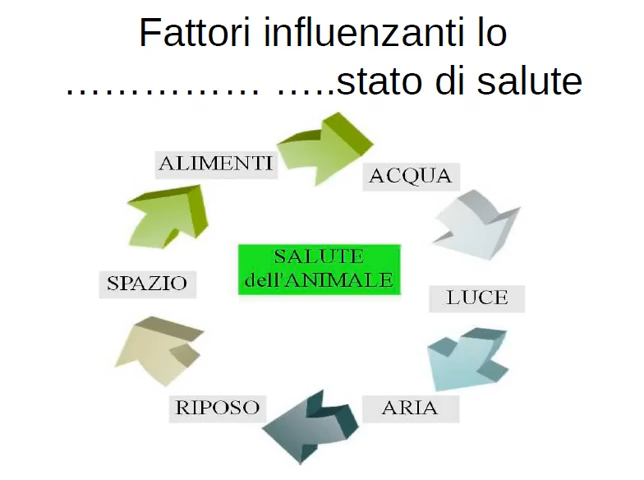 Fattori influenzanti lo
…………… …..stato di salute
ALIMENTI
ACQUA
SALUTE
dell'ANIMALE
SPAZIO
LUCE
RIPOSO
ARIA